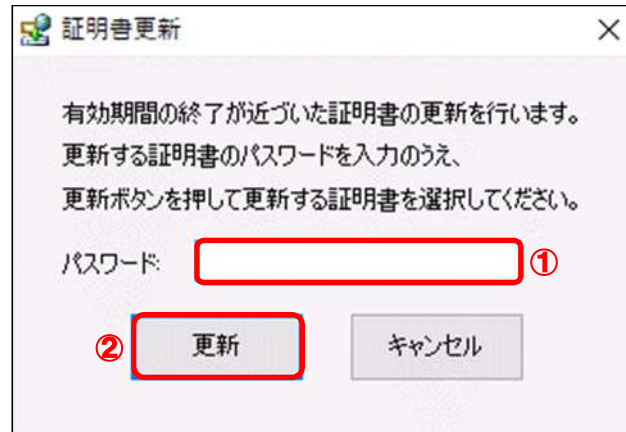 証明書更新
有効期間の終了が近づいた証明書の更新を行います。
更新する証明書のパスワードを入力のうえ、
更新ボタンを押して更新する証明書を選択してください。
パスワード: ①
② 更新 キャンセル